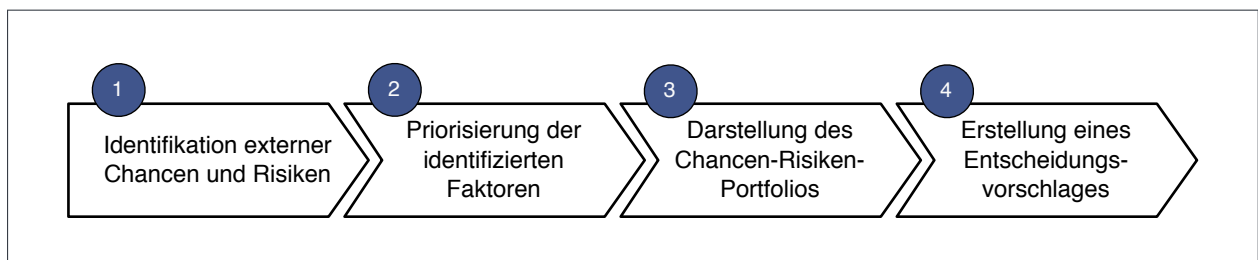 1
Identifikation externer
Chancen und Risiken
2
Priorisierung der
identifizierten
Faktoren
3
Darstellung des
Chancen-Risiken-
Portfolios
4
Erstellung eines
Entscheidungs-
vorschlages